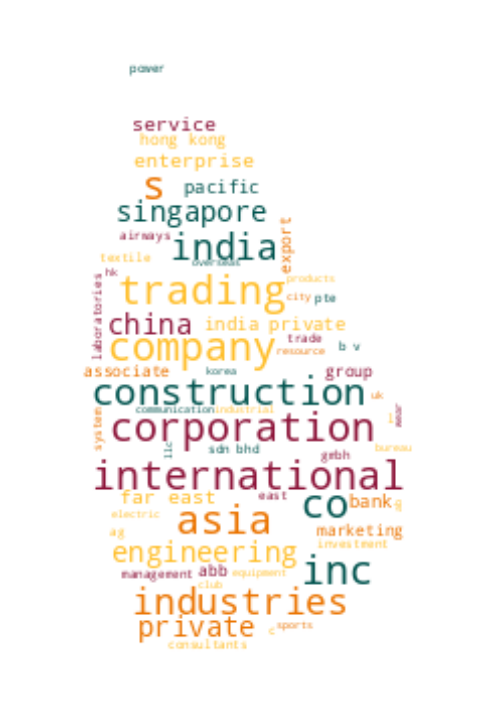 power
service
hong kong
enterprise
s pacific
singapore
airways india export
textile overseas
hk
laboratories trading products
city pte
china india private
company trade b v
resource
associate korea group
construction uk
communication industrial wear
system corporation
llc sdn bhd gmbh bureau
international
far east east co bank
electric asia
ag marketing
engineering investment
management abb equipment inc
club
industries
private c sports
consultants